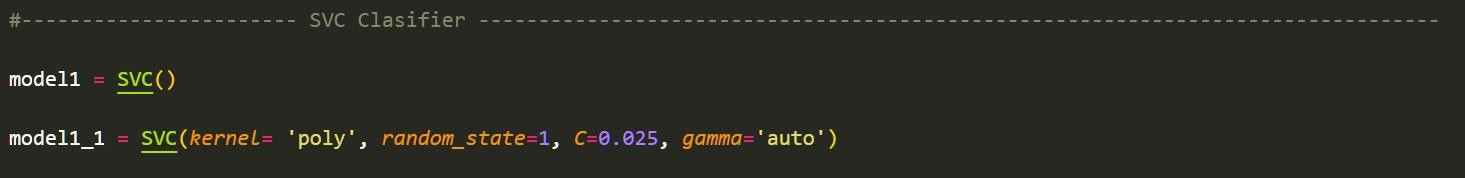 #----------------------- SVC Clasifier --------------------------------------------------------------------------------
model1 = SVC()
model1_1 = SVC(kernel= 'poly', random_state=1, C=0.025, gamma='auto')